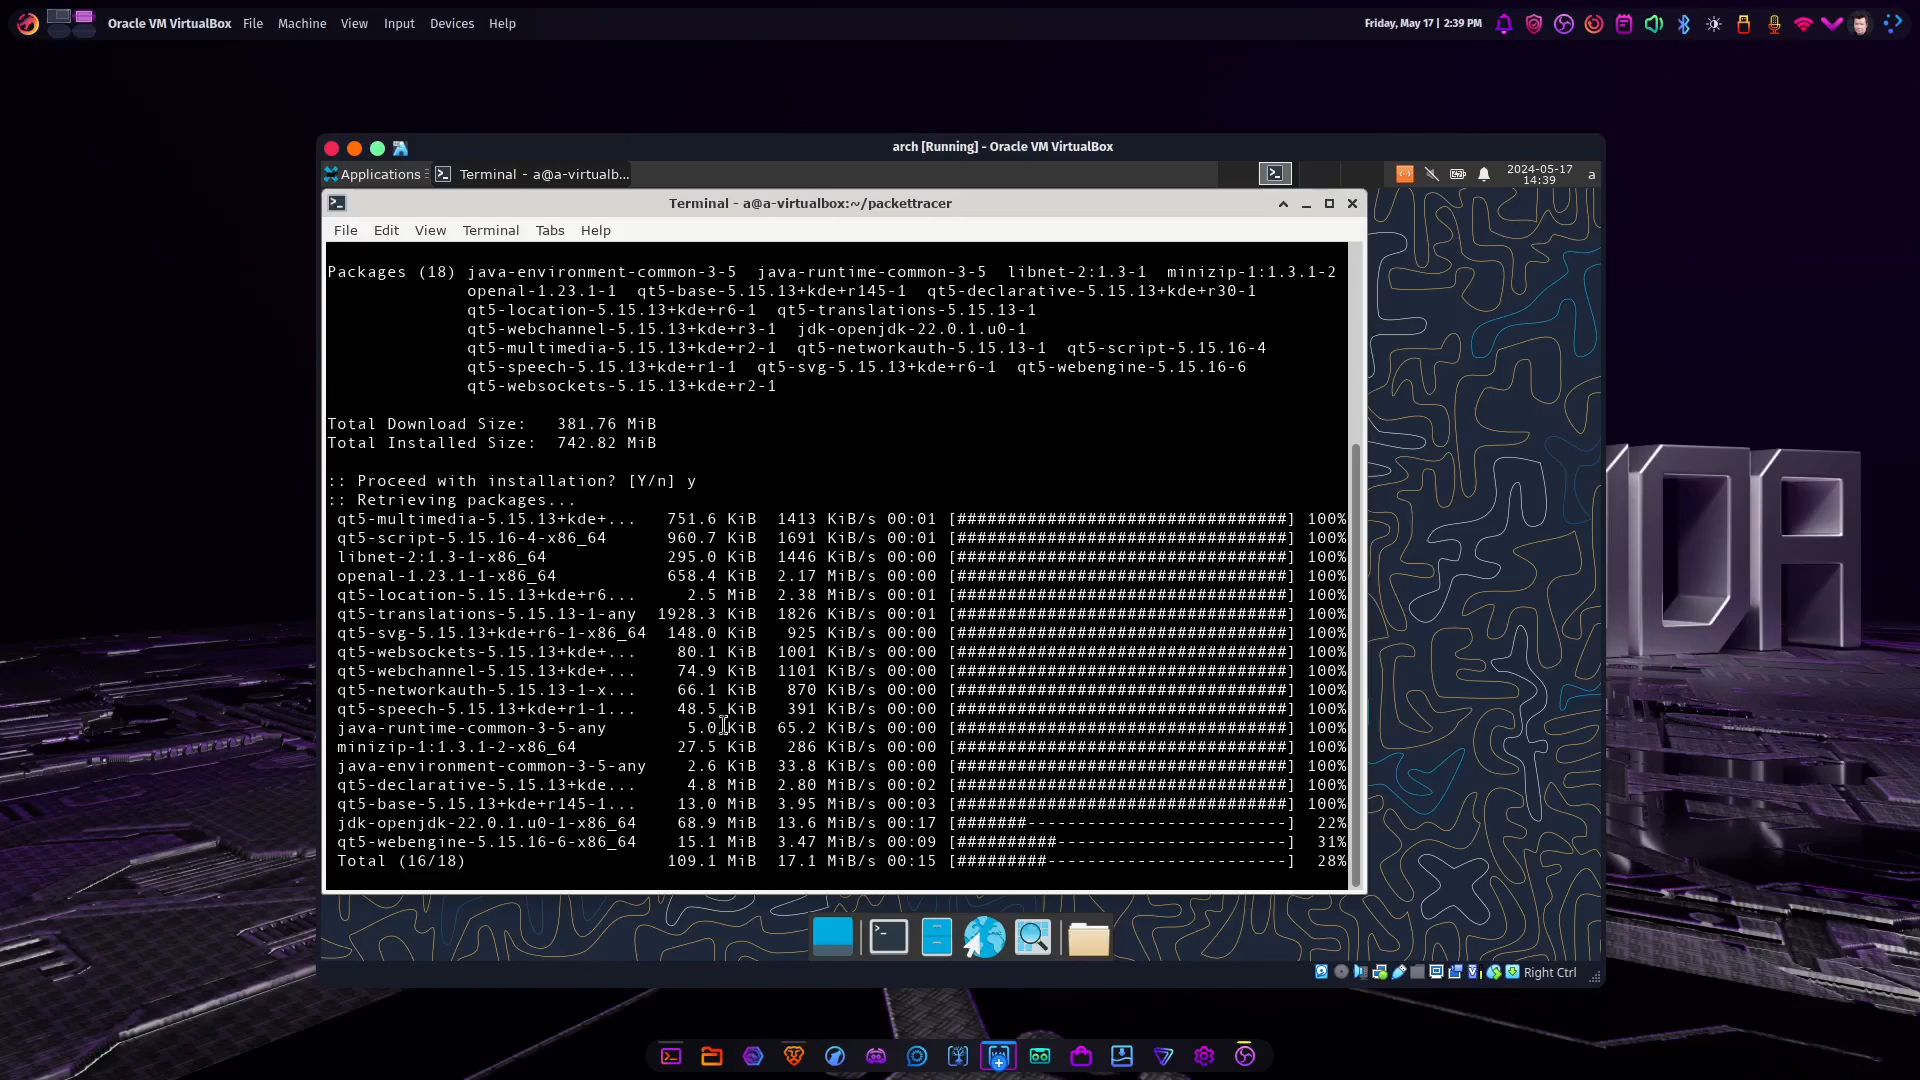 Oracle VM VirtualBox File Machine View Input Devices Help
Friday, May 17 | 2:39 PM
arch [Running] - Oracle VM VirtualBox
Applications
Terminal - a@a-virtualb...
2024-05-17
14:39
a
Terminal - a@a-virtualbox:~/packettracer
File Edit View Terminal Tabs Help
Packages (18) java-environment-common-3-5 java-runtime-common-3-5 libnet-2:1.3-1 minizip-1:1.3.1-2
openal-1.23.1-1 qt5-base-5.15.13+kde+r145-1 qt5-declarative-5.15.13+kde+r30-1
qt5-location-5.15.13+kde+r6-1 qt5-translations-5.15.13-1
qt5-webchannel-5.15.13+kde+r3-1 jdk-openjdk-22.0.1.u0-1
qt5-multimedia-5.15.13+kde+r2-1 qt5-networkauth-5.15.13-1 qt5-script-5.15.16-4
qt5-speech-5.15.13+kde+r1-1 qt5-svg-5.15.13+kde+r6-1 qt5-webengine-5.15.16-6
qt5-websockets-5.15.13+kde+r2-1
Total Download Size: 381.76 MiB
Total Installed Size: 742.82 MiB
:: Proceed with installation? [Y/n] y
:: Retrieving packages...
qt5-multimedia-5.15.13+kde+... 751.6 KiB 1413 KiB/s 00:01 [#################################] 100%
qt5-script-5.15.16-4-x86_64 960.7 KiB 1691 KiB/s 00:01 [#################################] 100%
libnet-2:1.3-1-x86_64 295.0 KiB 1446 KiB/s 00:00 [#################################] 100%
openal-1.23.1-1-x86_64 658.4 KiB 2.17 MiB/s 00:00 [#################################] 100%
qt5-location-5.15.13+kde+r6... 2.5 MiB 2.38 MiB/s 00:01 [#################################] 100%
qt5-translations-5.15.13-1-any 1928.3 KiB 1826 KiB/s 00:01 [#################################] 100%
qt5-svg-5.15.13+kde+r6-1-x86_64 148.0 KiB 925 KiB/s 00:00 [#################################] 100%
qt5-websockets-5.15.13+kde+... 80.1 KiB 1001 KiB/s 00:00 [#################################] 100%
qt5-webchannel-5.15.13+kde+... 74.9 KiB 1101 KiB/s 00:00 [#################################] 100%
qt5-networkauth-5.15.13-1-x... 66.1 KiB 870 KiB/s 00:00 [#################################] 100%
qt5-speech-5.15.13+kde+r1-1... 48.5 KiB 391 KiB/s 00:00 [#################################] 100%
java-runtime-common-3-5-any 5.0 KiB 65.2 KiB/s 00:00 [#################################] 100%
minizip-1:1.3.1-2-x86_64 27.5 KiB 286 KiB/s 00:00 [#################################] 100%
java-environment-common-3-5-any 2.6 KiB 33.8 KiB/s 00:00 [#################################] 100%
qt5-declarative-5.15.13+kde... 4.8 MiB 2.80 MiB/s 00:02 [#################################] 100%
qt5-base-5.15.13+kde+r145-1... 13.0 MiB 3.95 MiB/s 00:03 [#################################] 100%
jdk-openjdk-22.0.1.u0-1-x86_64 68.9 MiB 13.6 MiB/s 00:17 [#######--------------------------] 22%
qt5-webengine-5.15.16-6-x86_64 15.1 MiB 3.47 MiB/s 00:09 [##########-----------------------] 31%
Total (16/18) 109.1 MiB 17.1 MiB/s 00:15 [#########------------------------] 28%
Right Ctrl